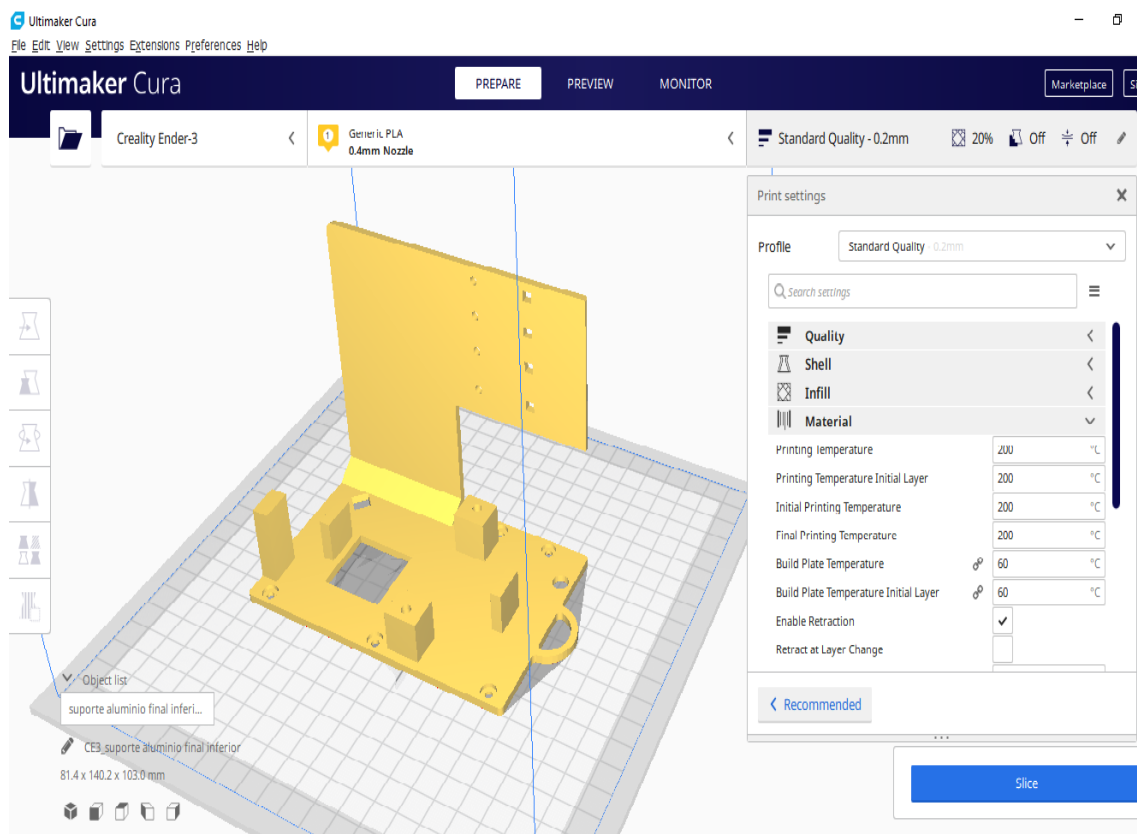 Ultimaker Cura
File Edit View Settings Extensions Preferences Help
Ultimaker Cura
PREPARE
PREVIEW
MONITOR
Marketplace
Creality Ender-3
1
Generic PLA
0.4mm Nozzle
Standard Quality - 0.2mm
20%
Off
Off
Print settings
Profile
Standard Quality - 0.2mm
Search settings
Quality
Shell
Infill
Material
Printing Temperature 200 °C
Printing Temperature Initial Layer 200 °C
Initial Printing Temperature 200 °C
Final Printing Temperature 200 °C
Build Plate Temperature 60 °C
Build Plate Temperature Initial Layer 60 °C
Enable Retraction
Retract at Layer Change
Recommended
Object list
suporte aluminio final inferi...
CE3_suporte aluminio final inferior
81.4 x 140.2 x 103.0 mm
Slice